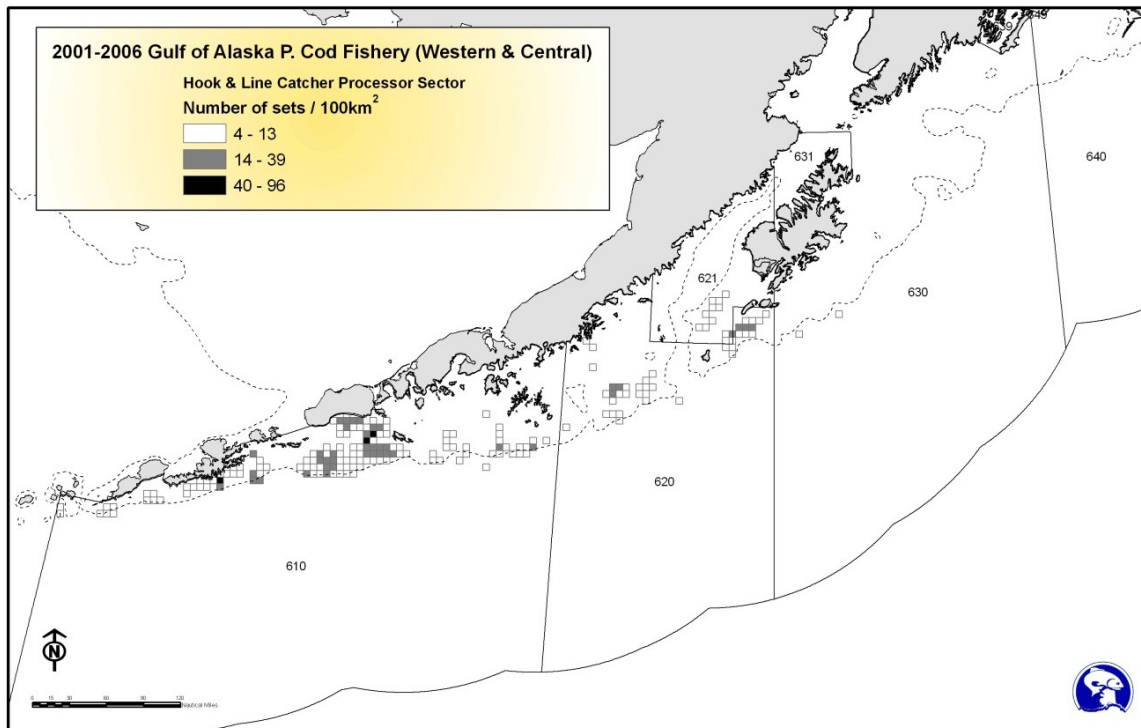 2001-2006 Gulf of Alaska P. Cod Fishery (Western & Central)
Hook & Line Catcher Processor Sector
Number of sets / 100km²
4 - 13
14 - 39
40 - 96
649
640
631
630
621
620
610
N
0 15 30 60 90 120
Nautical Miles